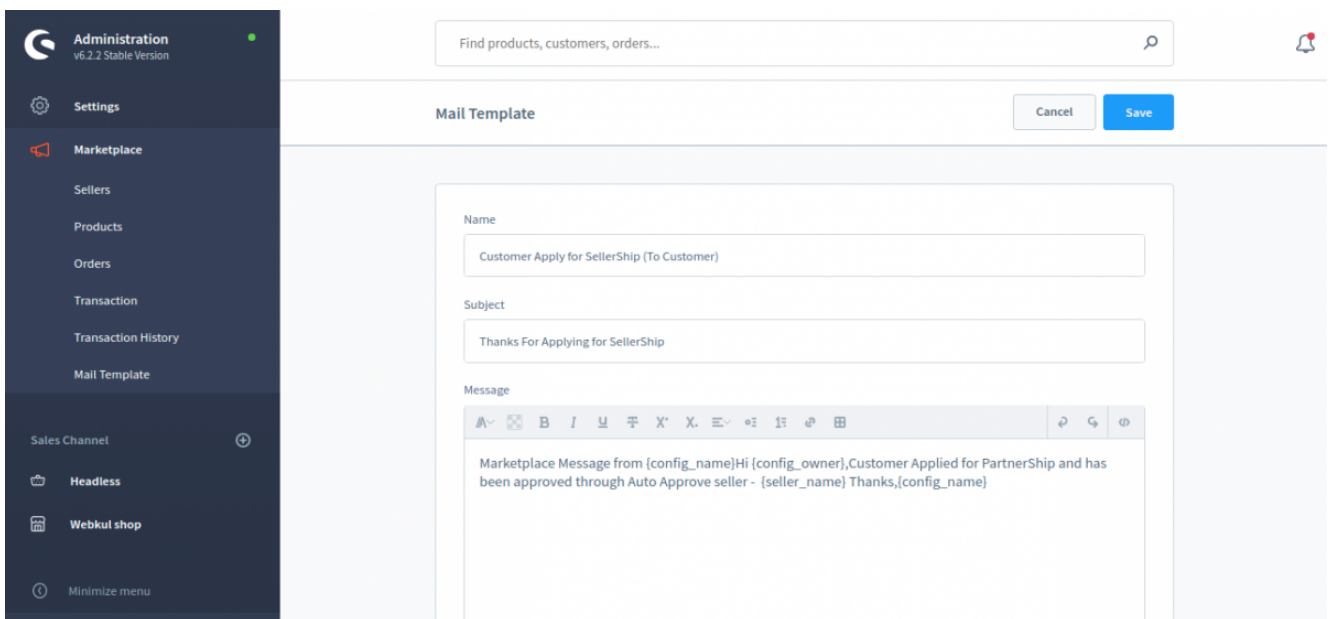 Administration
v6.2.2 Stable Version
Find products, customers, orders...
Settings
Mail Template
Cancel
Save
Marketplace
Sellers
Products
Orders
Transaction
Transaction History
Mail Template
Name
Customer Apply for SellerShip (To Customer)
Subject
Thanks For Applying for SellerShip
Message
Marketplace Message from {config_name}Hi {config_owner},Customer Applied for PartnerShip and has
been approved through Auto Approve seller - {seller_name} Thanks,{config_name}
Sales Channel
Headless
Webkul shop
Minimize menu